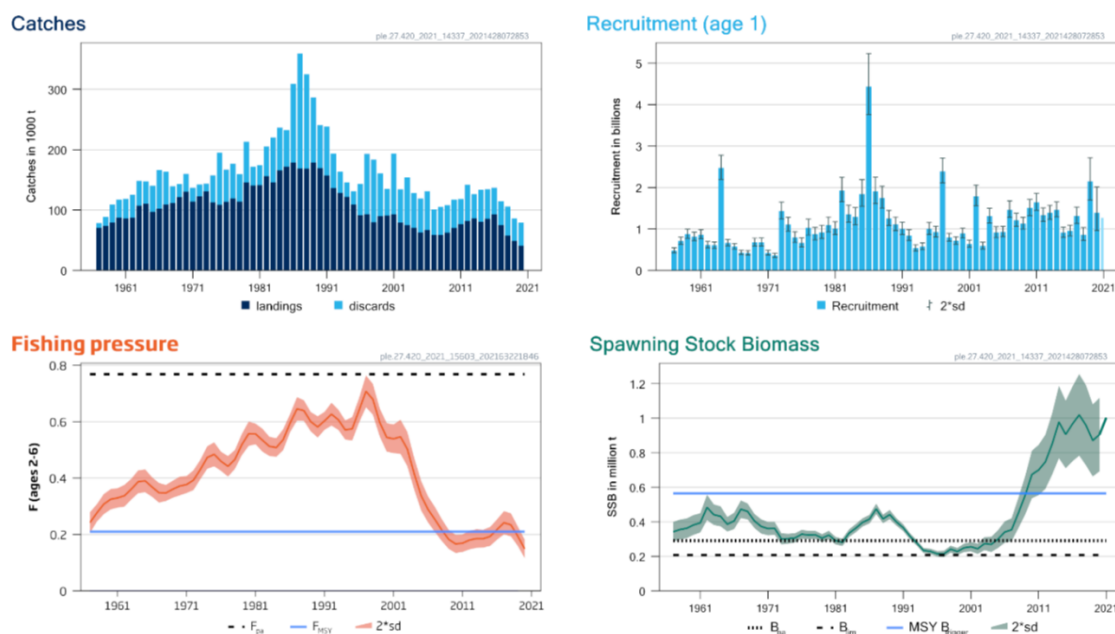 Catches
ple.27.420_2021_14337_2021428072853
Catches in 1000 t
300
200
100
0
1961
1971
1981
1991
2001
2011
2021
landings
discards
Recruitment (age 1)
ple.27.420_2021_14337_2021428072853
Recruitment in billions
5
4
3
2
1
0
1961
1971
1981
1991
2001
2011
2021
Recruitment
2*sd
Fishing pressure
ple.27.420_2021_15603_202163221846
F (ages 2-6)
0.8
0.6
0.4
0.2
0
1961
1971
1981
1991
2001
2011
2021
F pa
F MSY
2*sd
Spawning Stock Biomass
ple.27.420_2021_14337_2021428072853
SSB in million t
1.2
1
0.8
0.6
0.4
0.2
0
1961
1971
1981
1991
2001
2011
2021
B
B
MSY B
2*sd